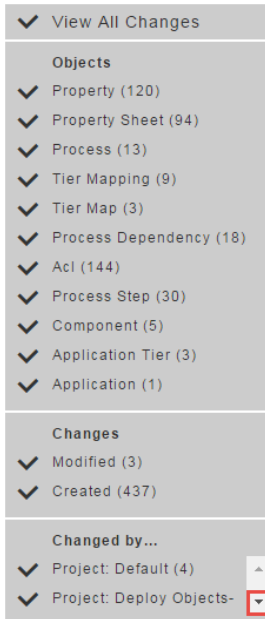 View All Changes
Objects
Property (120)
Property Sheet (94)
Process (13)
Tier Mapping (9)
Tier Map (3)
Process Dependency (18)
Acl (144)
Process Step (30)
Component (5)
Application Tier (3)
Application (1)
Changes
Modified (3)
Created (437)
Changed by...
Project: Default (4)
Project: Deploy Objects-